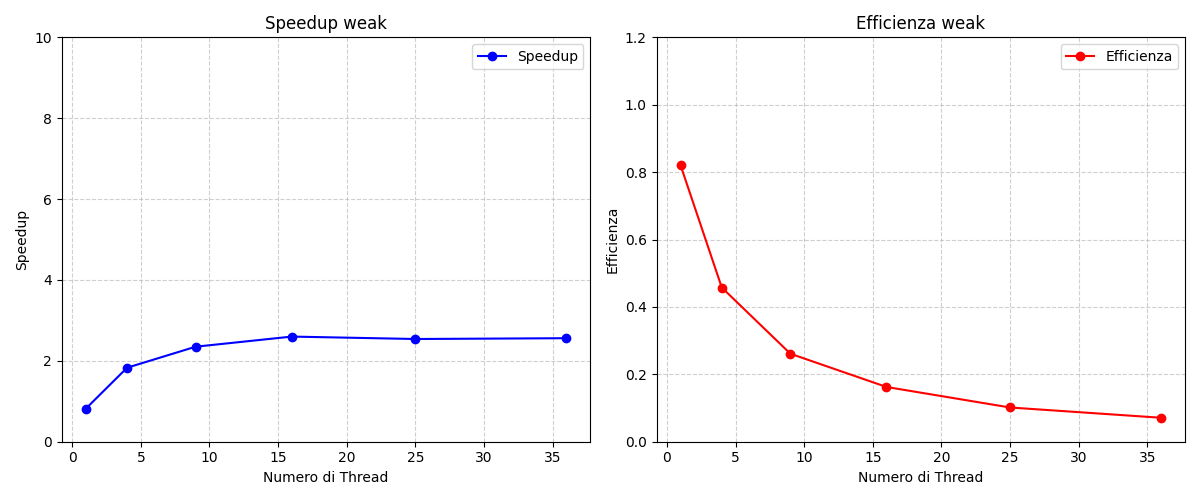 Speedup weak
Speedup
10
8
6
4
2
0
Speedup
0 5 10 15 20 25 30 35
Numero di Thread
Efficienza weak
Efficienza
1.2
1.0
0.8
0.6
0.4
0.2
0.0
Efficienza
0 5 10 15 20 25 30 35
Numero di Thread